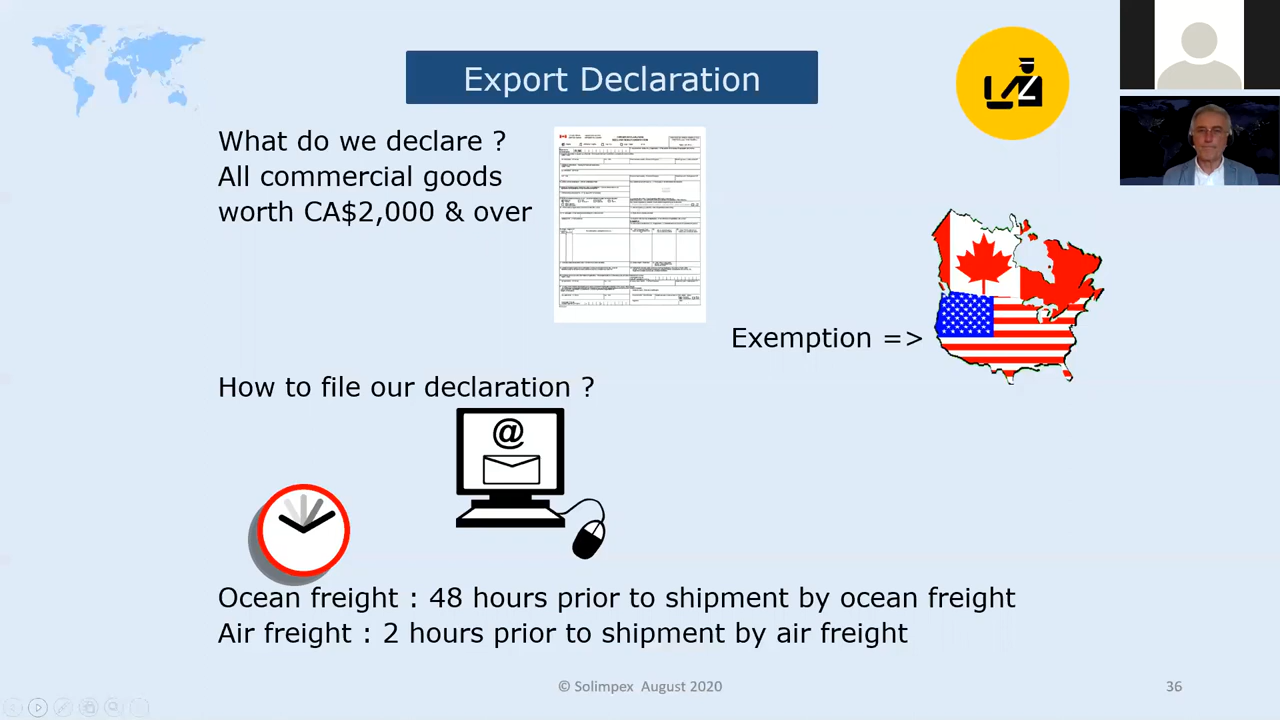 Export Declaration
What do we declare ?
All commercial goods
worth CA$2,000 & over
Exemption =>
How to file our declaration ?
@
Ocean freight : 48 hours prior to shipment by ocean freight
Air freight : 2 hours prior to shipment by air freight
© Solimpex August 2020
36